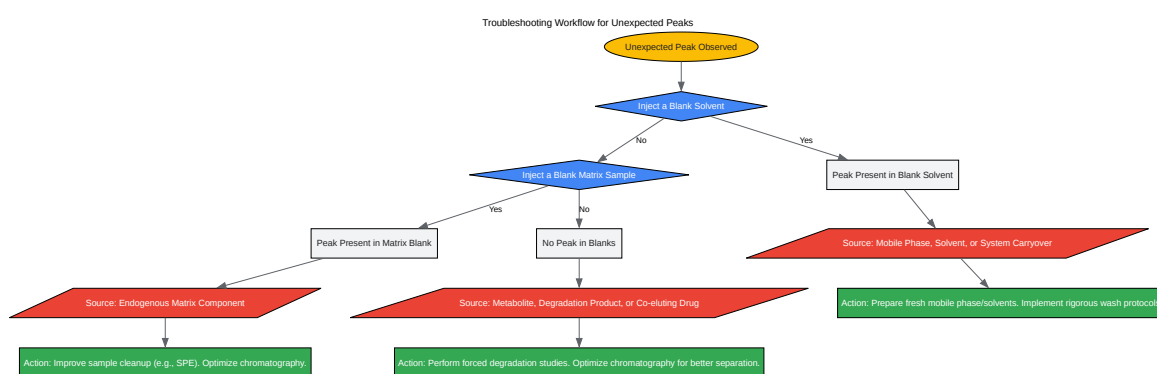 Troubleshooting Workflow for Unexpected Peaks
Unexpected Peak Observed
Inject a Blank Solvent
No
Yes
Inject a Blank Matrix Sample
Peak Present in Blank Solvent
Yes
No
Peak Present in Matrix Blank
No Peak in Blanks
Source: Mobile Phase, Solvent, or System Carryover
Source: Endogenous Matrix Component
Source: Metabolite, Degradation Product, or Co-eluting Drug
Action: Prepare fresh mobile phase/solvents. Implement rigorous wash protocols
Action: Improve sample cleanup (e.g., SPE). Optimize chromatography.
Action: Perform forced degradation studies. Optimize chromatography for better separation.